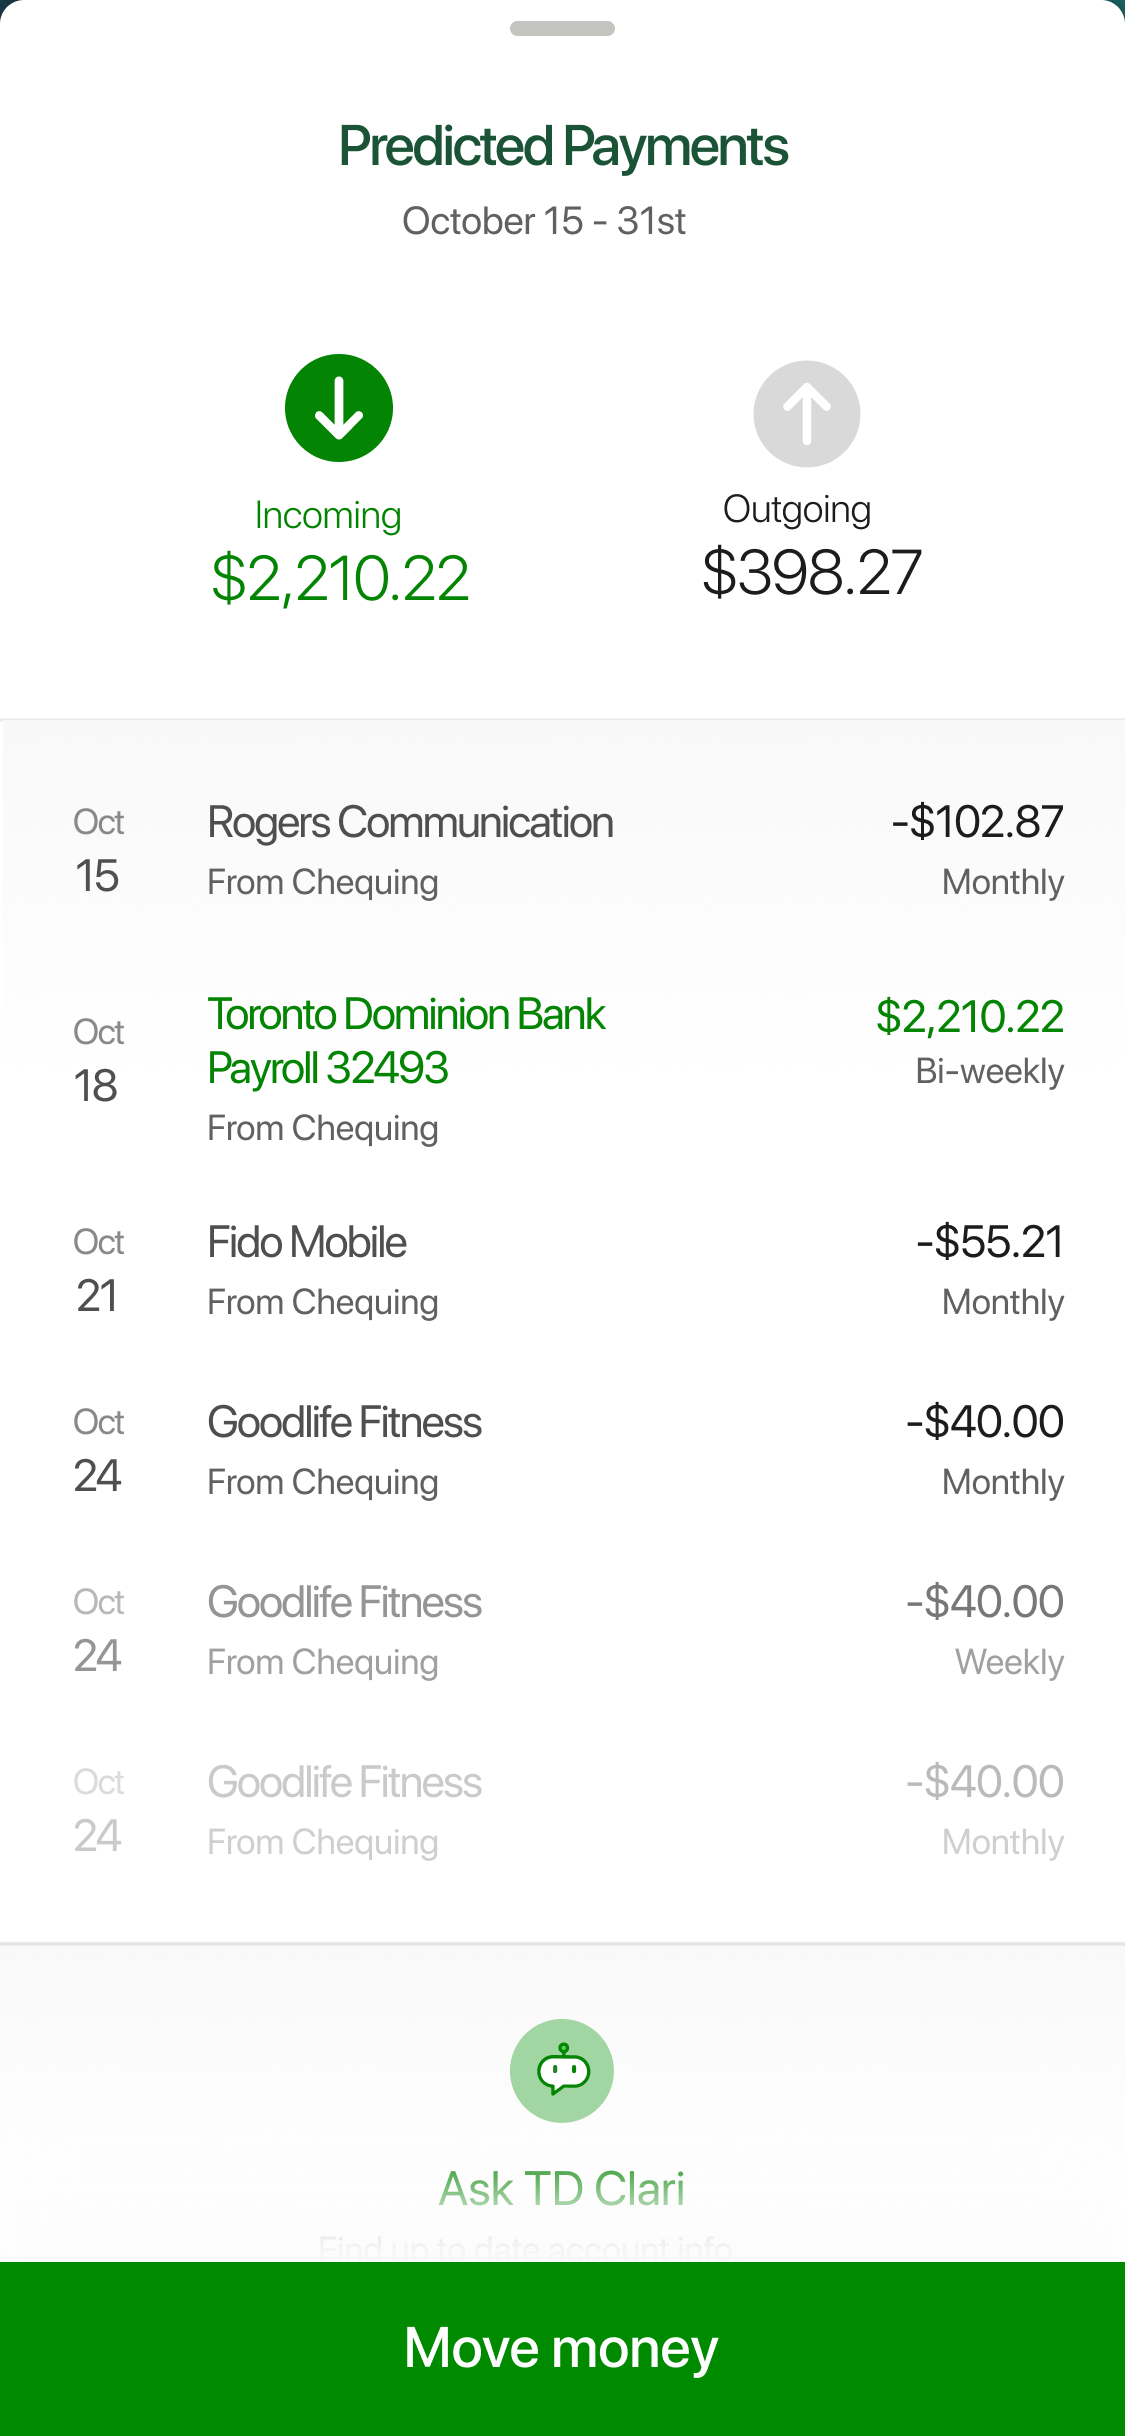 Predicted Payments
October 15 - 31st
Incoming
$2,210.22
Outgoing
$398.27
Oct
15
Rogers Communication
From Chequing
-$102.87
Monthly
Oct
18
Toronto Dominion Bank
Payroll 32493
From Chequing
$2,210.22
Bi-weekly
Oct
21
Fido Mobile
From Chequing
-$55.21
Monthly
Oct
24
Goodlife Fitness
From Chequing
-$40.00
Monthly
Oct
24
Goodlife Fitness
From Chequing
-$40.00
Weekly
Oct
24
Goodlife Fitness
From Chequing
-$40.00
Monthly
Ask TD Clari
Find up to date account info
Move money